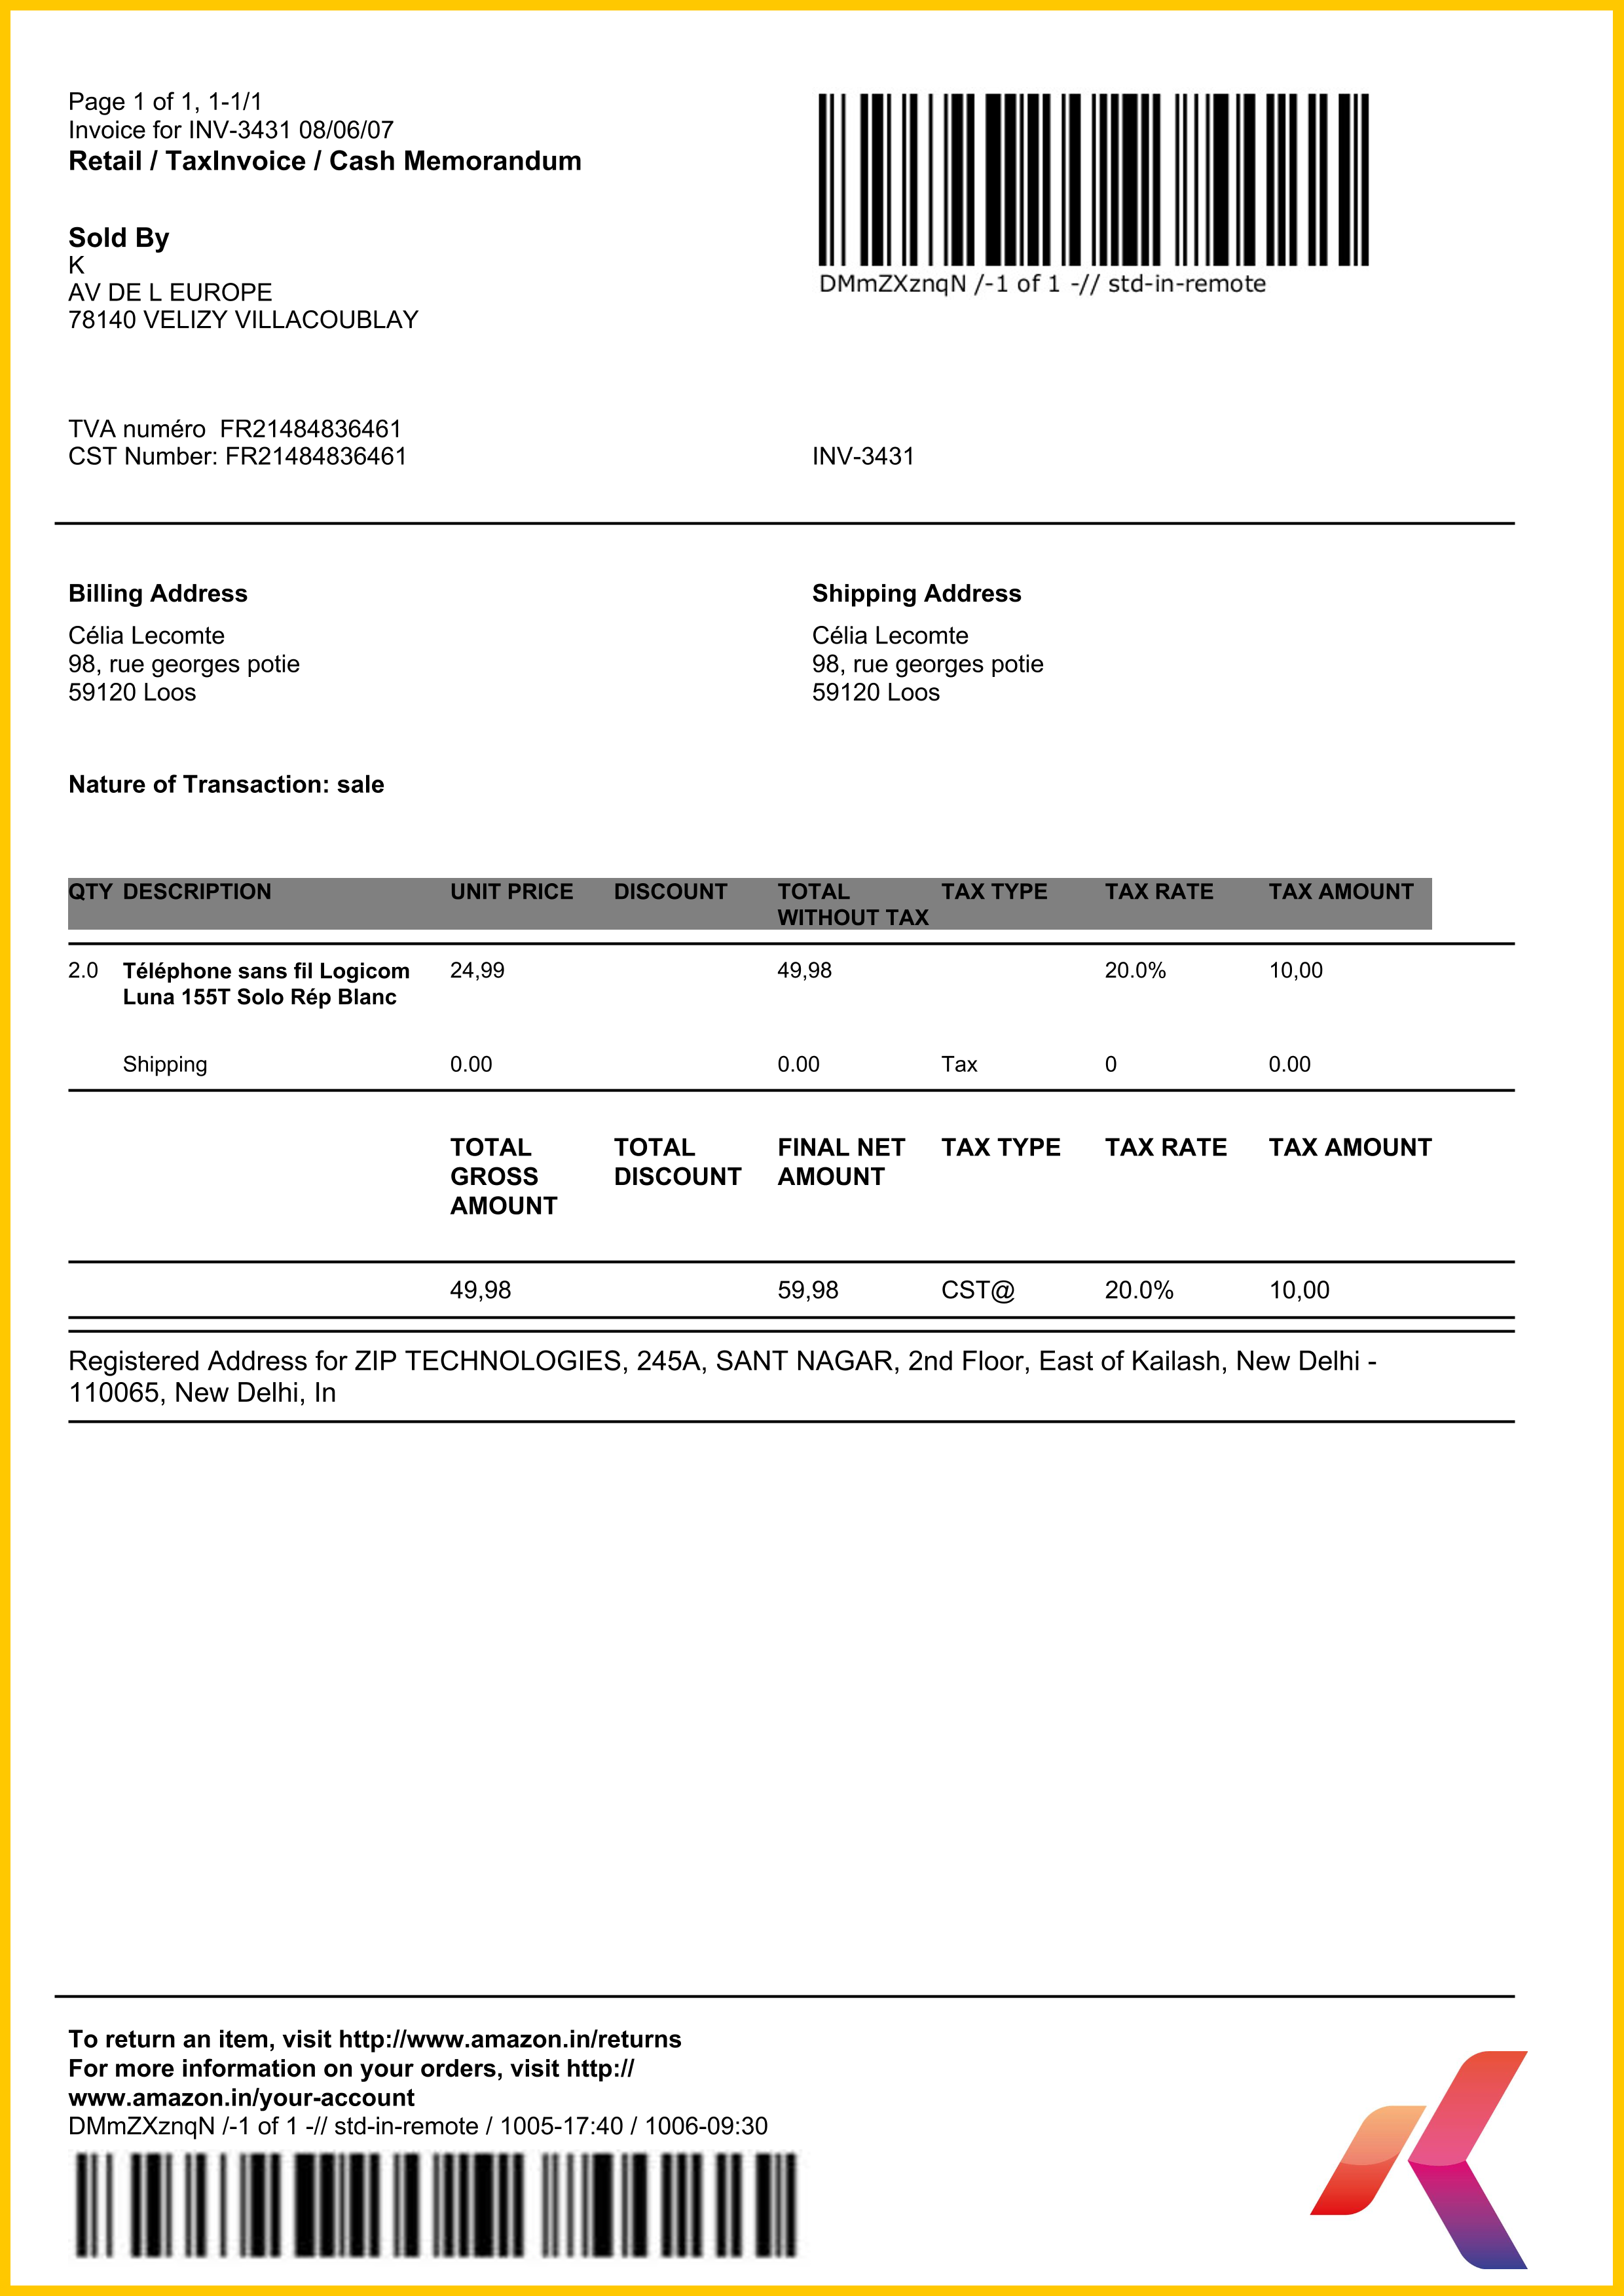 Page 1 of 1, 1-1/1
Invoice for INV-3431 08/06/07
Retail / TaxInvoice / Cash Memorandum
DMmZXznqN /-1 of 1 -// std-in-remote
Sold By
K
AV DE L EUROPE
78140 VELIZY VILLACOUBLAY
TVA numéro FR21484836461
CST Number: FR21484836461
INV-3431
Billing Address
Célia Lecomte
98, rue georges potie
59120 Loos
Shipping Address
Célia Lecomte
98, rue georges potie
59120 Loos
Nature of Transaction: sale
QTY DESCRIPTION UNIT PRICE DISCOUNT TOTAL TAX TYPE TAX RATE TAX AMOUNT
WITHOUT TAX
2.0 Téléphone sans fil Logicom 24,99 49,98 20.0% 10,00
Luna 155T Solo Rép Blanc
Shipping 0.00 0.00 Tax 0 0.00
TOTAL TOTAL FINAL NET TAX TYPE TAX RATE TAX AMOUNT
GROSS DISCOUNT AMOUNT
AMOUNT
49,98 59,98 CST@ 20.0% 10,00
Registered Address for ZIP TECHNOLOGIES, 245A, SANT NAGAR, 2nd Floor, East of Kailash, New Delhi -
110065, New Delhi, In
To return an item, visit http://www.amazon.in/returns
For more information on your orders, visit http://
www.amazon.in/your-account
DMmZXznqN /-1 of 1 -// std-in-remote / 1005-17:40 / 1006-09:30